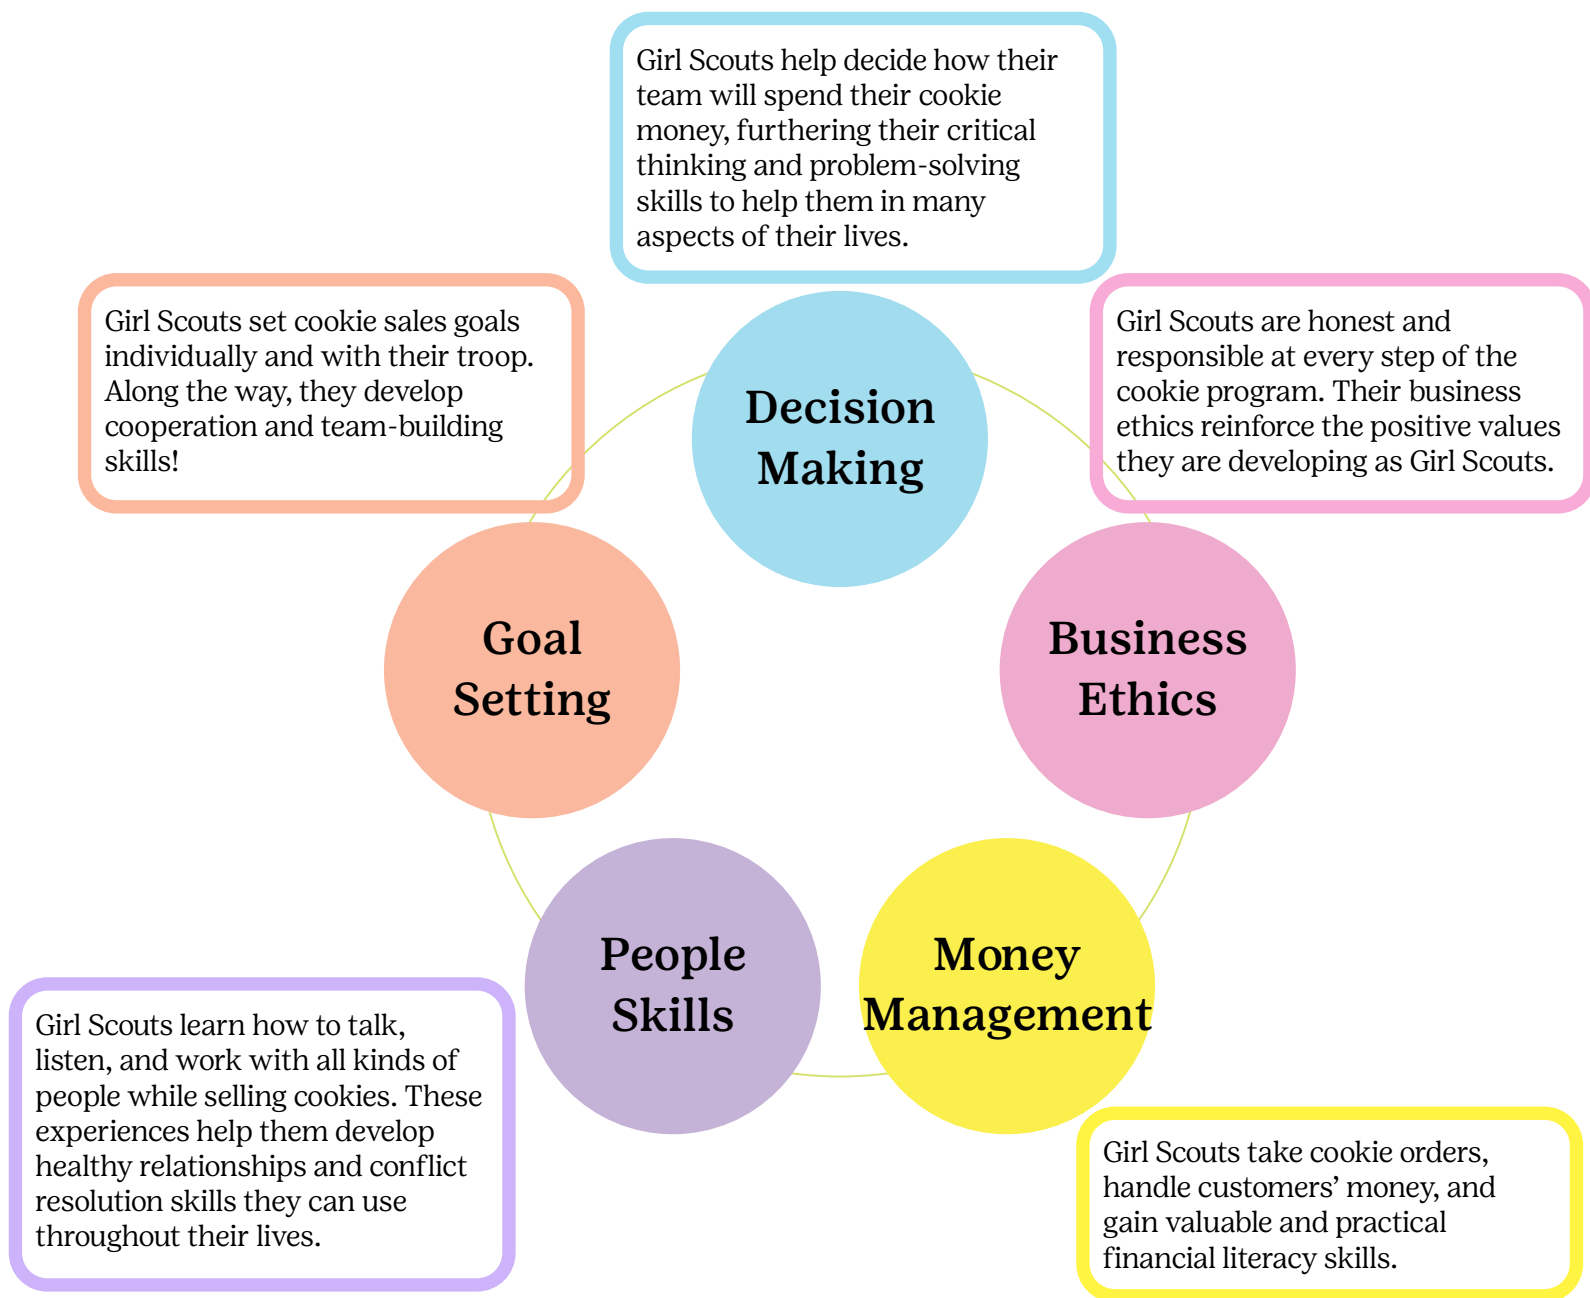 Girl Scouts help decide how their
team will spend their cookie
money, furthering their critical
thinking and problem-solving
skills to help them in many
aspects of their lives.
Girl Scouts set cookie sales goals
individually and with their troop.
Along the way, they develop
cooperation and team-building
skills!
Girl Scouts are honest and
responsible at every step of the
cookie program. Their business
ethics reinforce the positive values
they are developing as Girl Scouts.
Decision
Making
Goal
Setting
Business
Ethics
People
Skills
Money
Management
Girl Scouts learn how to talk,
listen, and work with all kinds of
people while selling cookies. These
experiences help them develop
healthy relationships and conflict
resolution skills they can use
throughout their lives.
Girl Scouts take cookie orders,
handle customers’ money, and
gain valuable and practical
financial literacy skills.